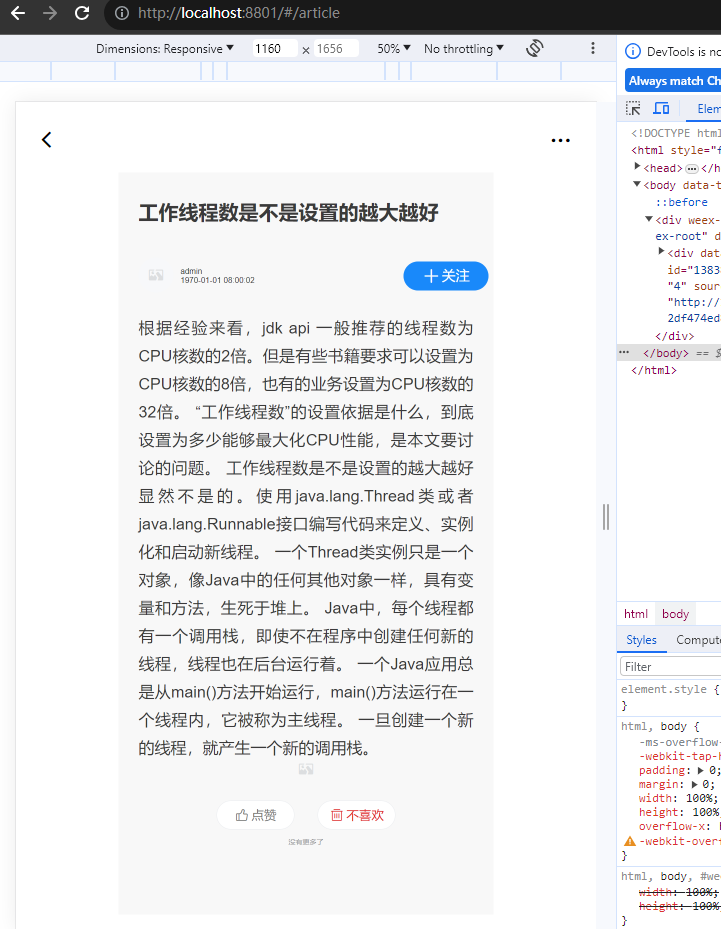 http://localhost:8801/#/article
Dimensions: Responsive ▼ 1160 × 1656 50% ▼ No throttling ▼
DevTools is no
Always match Ch
Elem
<!DOCTYPE html
<html style="f
<head> </h
<body data-t
::before
<div weex-
ex-root" d
<div dat
id="1383
"4" sour
"http://
2df474ed
</div>
</body> == $
</html>
工作线程数是不是设置的越大越好
admin
1970-01-01 08:00:02
关注
根据经验来看，jdk api 一般推荐的线程数为
CPU核数的2倍。但是有些书籍要求可以设置为
CPU核数的8倍，也有的业务设置为CPU核数的
32倍。 “工作线程数”的设置依据是什么，到底
设置为多少能够最大化CPU性能，是本文要讨
论的问题。 工作线程数是不是设置的越大越好
显然不是的。使用java.lang.Thread类或者
java.lang.Runnable接口编写代码来定义、实例
化和启动新线程。 一个Thread类实例只是一个
对象，像Java中的任何其他对象一样，具有变
量和方法，生死于堆上。 Java中，每个线程都
有一个调用栈，即使不在程序中创建任何新的
线程，线程也在后台运行着。 一个Java应用总
是从main()方法开始运行，main()方法运行在一
个线程内，它被称为主线程。 一旦创建一个新
的线程，就产生一个新的调用栈。
点赞 不喜欢
没有更多了
html body
Styles Compute
Filter
element.style {
}
html, body {
-ms-overflow-
-webkit-tap-h
padding: ▶ 0;
margin: ▶ 0;
width: 100%;
height: 100%;
overflow-x:
-webkit-overf
}
html, body, #we
width: 100%;
height: 100%
}